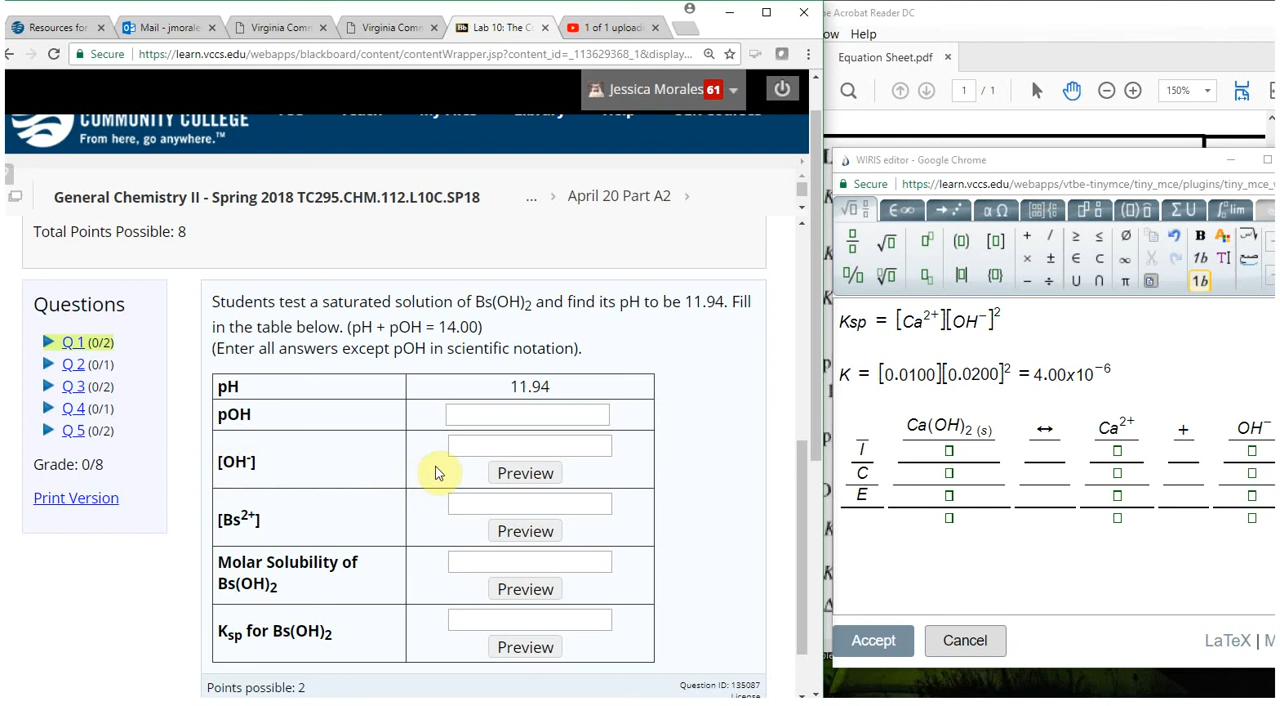 Resources for
Mail - jmorale
Virginia Com
Virginia Com
Lab 10: The C
1 of 1 uploadi
Secure
https://learn.vccs.edu/webapps/blackboard/content/contentWrapper.jsp?content_id=_113629368_1&display...
Jessica Morales 61
COMMUNITY COLLEGE
From here, go anywhere.™
General Chemistry II - Spring 2018 TC295.CHM.112.L10C.SP18
... April 20 Part A2
Total Points Possible: 8
Questions
Q 1 (0/2)
Q 2 (0/1)
Q 3 (0/2)
Q 4 (0/1)
Q 5 (0/2)
Grade: 0/8
Print Version
Students test a saturated solution of Bs(OH)2 and find its pH to be 11.94. Fill
in the table below. (pH + pOH = 14.00)
(Enter all answers except pOH in scientific notation).
pH 11.94
pOH
[OH-]
Preview
[Bs2+]
Preview
Molar Solubility of
Bs(OH)2
Preview
Ksp for Bs(OH)2
Preview
Points possible: 2
Question ID: 135087
License
Acrobat Reader DC
Help
Equation Sheet.pdf
1 / 1
150%
WIRIS editor - Google Chrome
Secure
https://learn.vccs.edu/webapps/vtbe-tinymce/tiny_mce/plugins/tiny_mce_
Ksp = [Ca2+][OH−]2
K = [0.0100][0.0200]2 = 4.00x10−6
Ca(OH)2 (s) ↔ Ca2+ + OH−
I
C
E
Accept
Cancel
LaTeX |